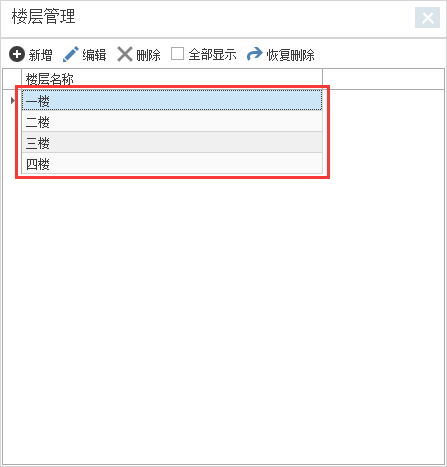 楼层管理
新增 编辑 删除 全部显示 恢复删除
楼层名称
一楼
二楼
三楼
四楼